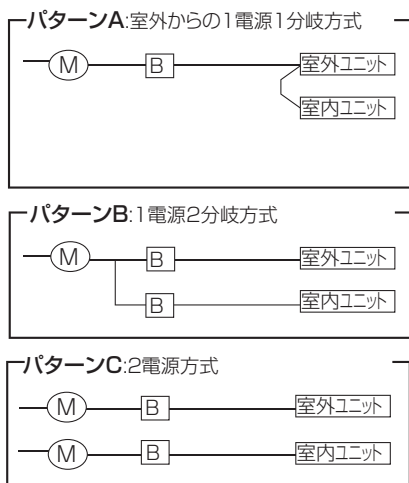 パターンA:室外からの1電源1分岐方式
M B 室外ユニット
室内ユニット
パターンB:1電源2分岐方式
M B 室外ユニット
B 室内ユニット
パターンC:2電源方式
M B 室外ユニット
M B 室内ユニット